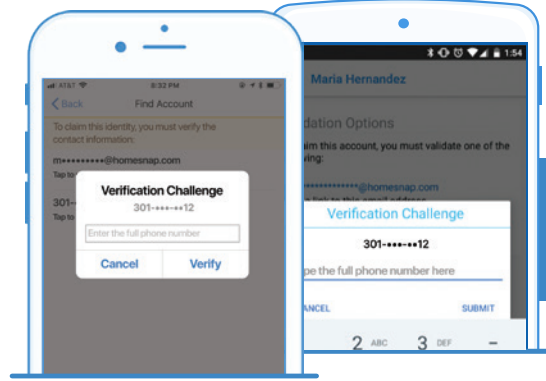 AT&T 8:32 PM
Back Find Account
To claim this identity, you must verify the
contact information:
m•••••••••@homesnap.com
Tap to
301-
Tap to
Verification Challenge
301-•••-••12
Enter the full phone number
Cancel Verify
1:54
Maria Hernandez
dation Options
aim this account, you must validate one of the
wing:
••••••••••••@homesnap.com
link to this email address
Verification Challenge
301-•••-••12
pe the full phone number here
ANCEL SUBMIT
2 ABC 3 DEF –